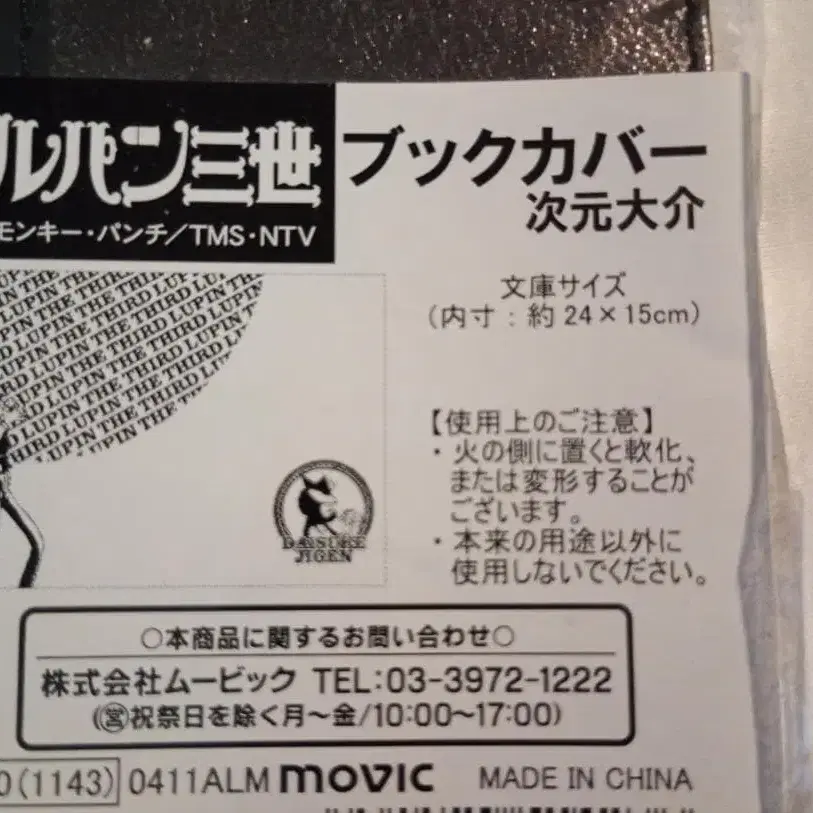 ルパン三世
ブックカバー
次元大介
モンキー・パンチ/TMS・NTV
文庫サイズ
(内寸:約24×15cm)
LUPIN THE THIRD LUPIN THE THIRD LUPIN
DAISUKE
JIGEN
【使用上のご注意】
・火の側に置くと軟化、
または変形することが
ございます。
・本来の用途以外に
使用しないでください。
○本商品に関するお問い合わせ○
株式会社ムービック TEL:03-3972-1222
(営祝祭日を除く月~金/10:00~17:00)
0(1143) 0411ALM movic MADE IN CHINA